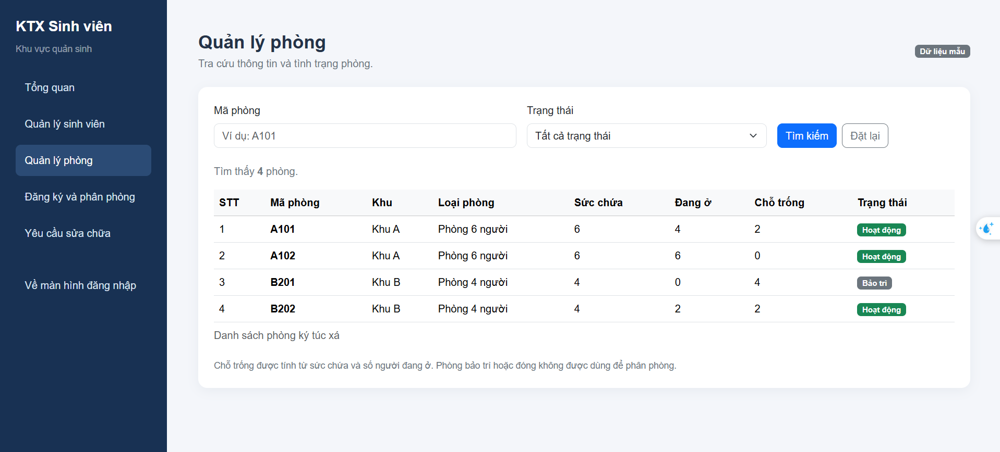 KTX Sinh viên
Khu vực quản sinh
Tổng quan
Quản lý sinh viên
Quản lý phòng
Đăng ký và phân phòng
Yêu cầu sửa chữa
Về màn hình đăng nhập
Quản lý phòng
Tra cứu thông tin và tình trạng phòng.
Dữ liệu mẫu
Mã phòng
Trạng thái
Ví dụ: A101
Tất cả trạng thái
Tìm kiếm
Đặt lại
Tìm thấy 4 phòng.
STT Mã phòng Khu Loại phòng Sức chứa Đang ở Chỗ trống Trạng thái
1 A101 Khu A Phòng 6 người 6 4 2 Hoạt động
2 A102 Khu A Phòng 6 người 6 6 0 Hoạt động
3 B201 Khu B Phòng 4 người 4 0 4 Bảo trì
4 B202 Khu B Phòng 4 người 4 2 2 Hoạt động
Danh sách phòng ký túc xá
Chỗ trống được tính từ sức chứa và số người đang ở. Phòng bảo trì hoặc đóng không được dùng để phân phòng.